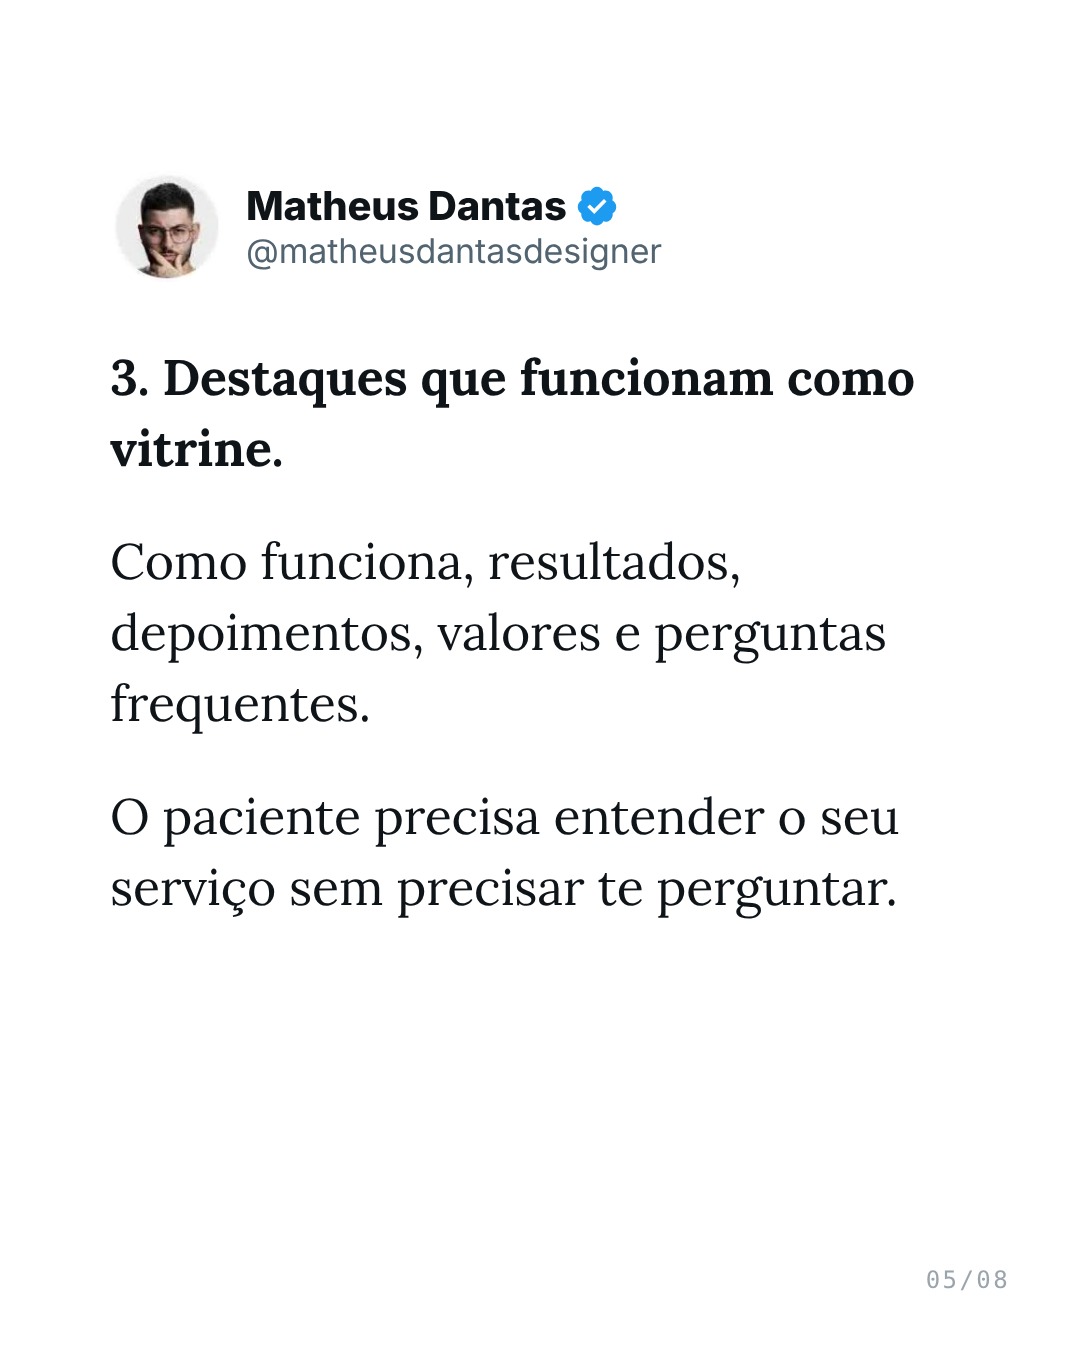 Matheus Dantas
@matheusdantasdesigner
3. Destaques que funcionam como
vitrine.
Como funciona, resultados,
depoimentos, valores e perguntas
frequentes.
O paciente precisa entender o seu
serviço sem precisar te perguntar.
05/08